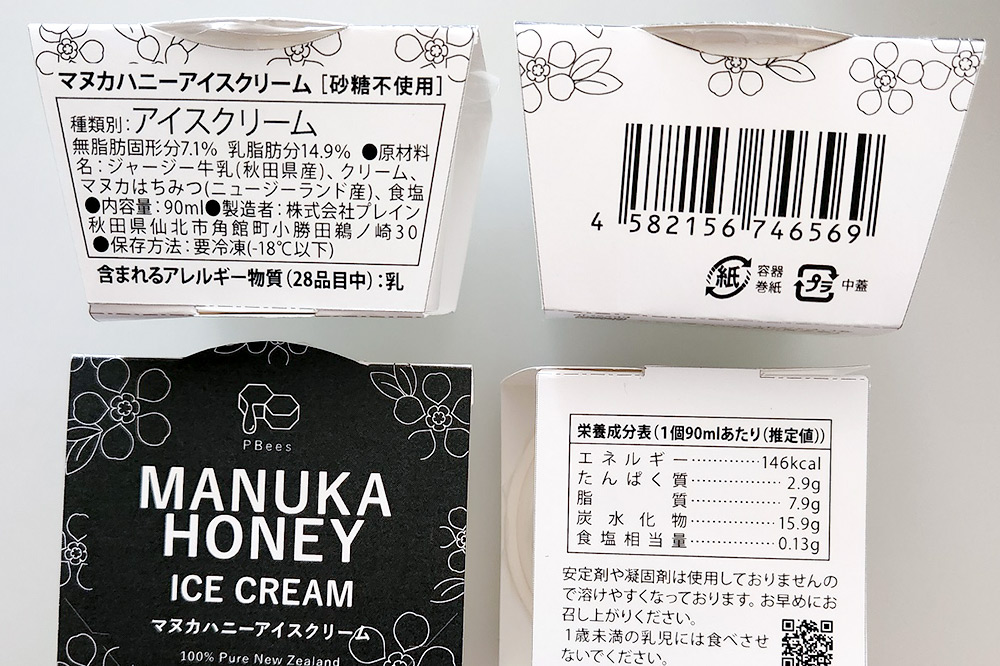 マヌカハニーアイスクリーム [砂糖不使用]
種類別：アイスクリーム
無脂肪固形分7.1% 乳脂肪分14.9% ●原材料
名：ジャージー牛乳(秋田県産)、クリーム、
マヌカはちみつ(ニュージーランド産)、食塩
●内容量：90ml●製造者：株式会社プレイン
秋田県仙北市角館町小勝田鵜ノ崎30
●保存方法：要冷凍(-18℃以下)
含まれるアレルギー物質（28品目中）：乳
4 582156 746569
紙 容器
巻紙
プラ 中蓋
PBees
MANUKA
HONEY
ICE CREAM
マヌカハニーアイスクリーム
100% Pure New Zealand
栄養成分表（1個90mlあたり（推定値））
エネルギー…………146kcal
たんぱく質…………2.9g
脂質…………7.9g
炭水化物…………15.9g
食塩相当量…………0.13g
安定剤や凝固剤は使用しておりませんの
で溶けやすくなっております。お早めにお
召し上がりください。
1歳未満の乳児には食べさせ
ないでください。